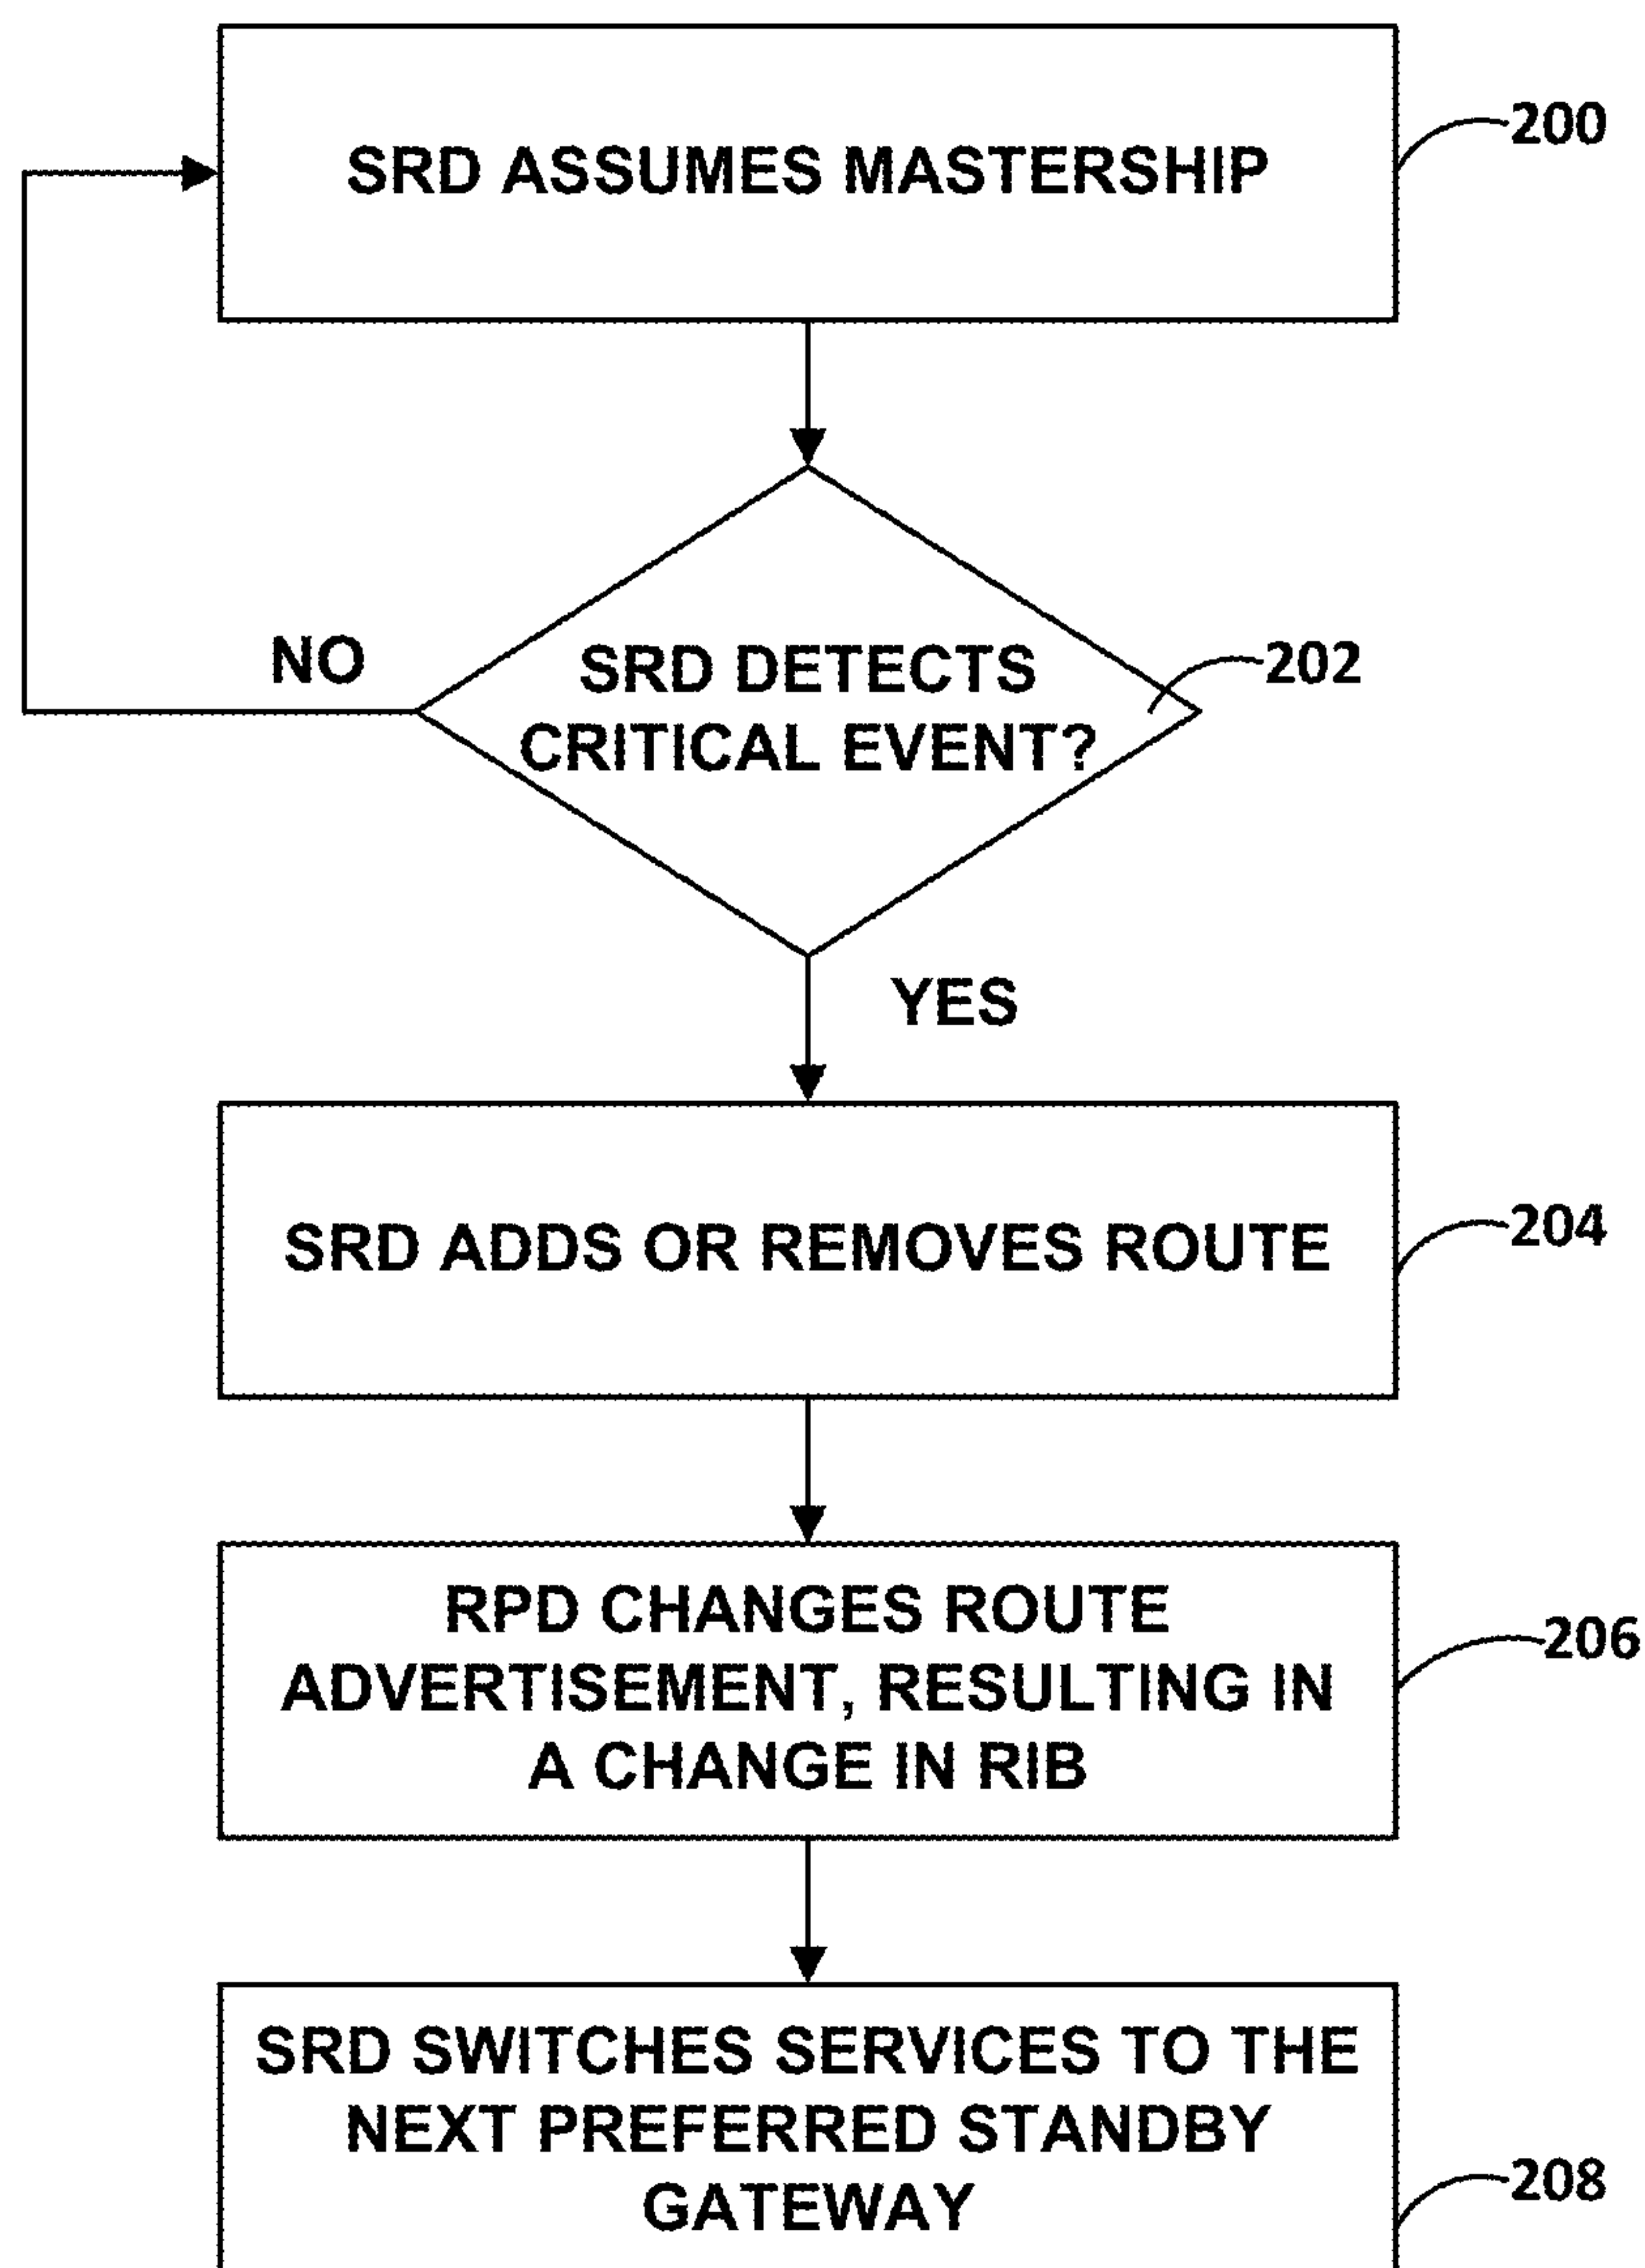 SRD ASSUMES MASTERSHIP
200
SRD DETECTS
CRITICAL EVENT?
202
NO
YES
SRD ADDS OR REMOVES ROUTE
204
RPD CHANGES ROUTE
ADVERTISEMENT, RESULTING IN
A CHANGE IN RIB
206
SRD SWITCHES SERVICES TO THE
NEXT PREFERRED STANDBY
GATEWAY
208